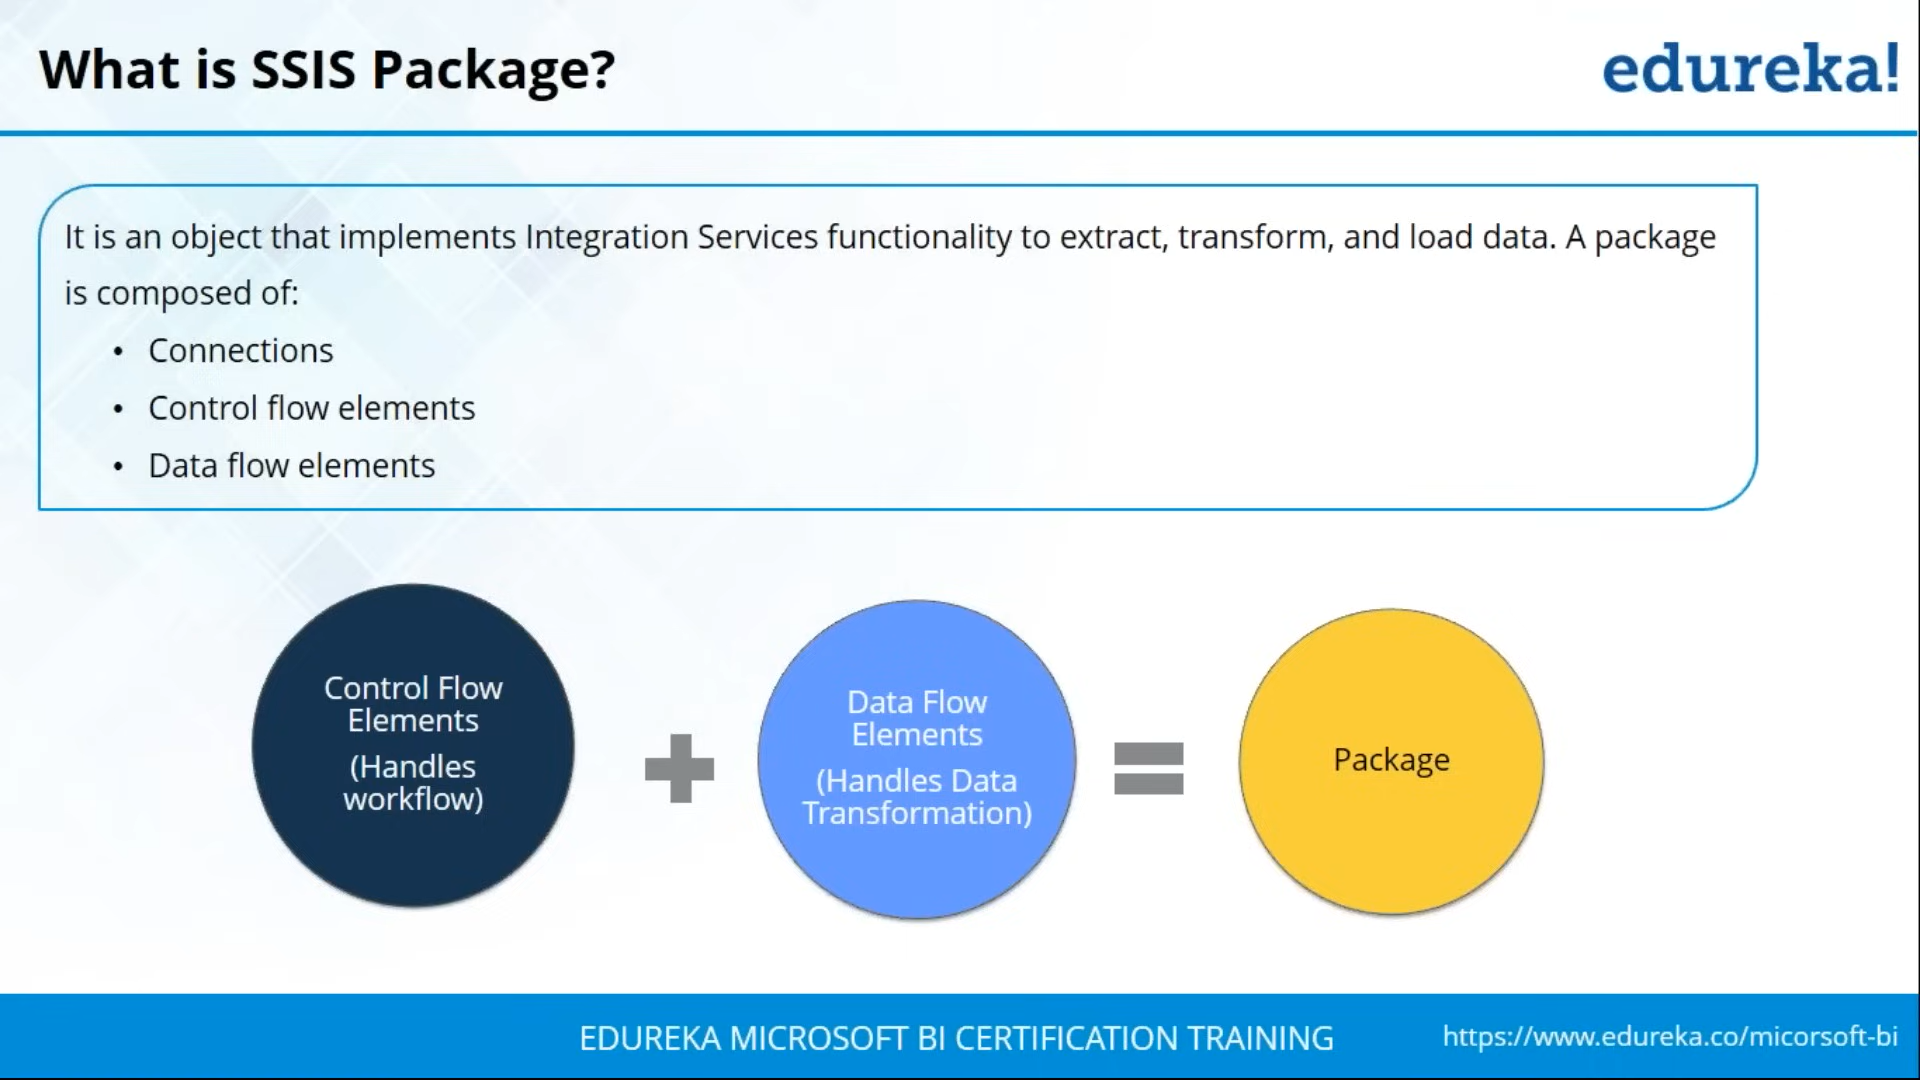 What is SSIS Package?
edureka!
It is an object that implements Integration Services functionality to extract, transform, and load data. A package
is composed of:
• Connections
• Control flow elements
• Data flow elements
Control Flow
Elements
(Handles
workflow)
Data Flow
Elements
(Handles Data
Transformation)
Package
EDUREKA MICROSOFT BI CERTIFICATION TRAINING
https://www.edureka.co/micorsoft-bi